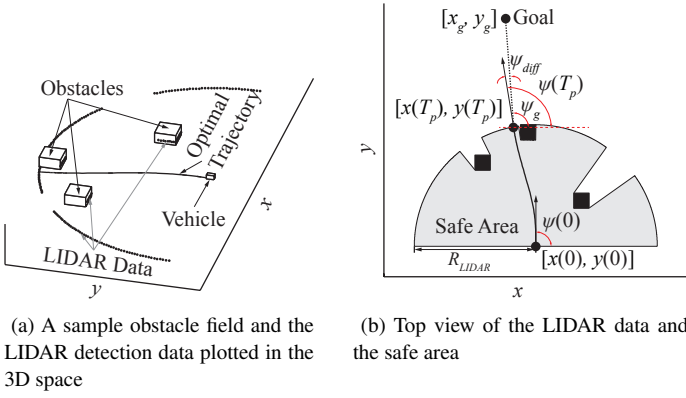 Obstacles
Optimal
Trajectory
Vehicle
LIDAR Data
x
y
(a) A sample obstacle field and the
LIDAR detection data plotted in the
3D space
[x_g, y_g]
Goal
ψ_diff
ψ(T_p)
[x(T_p), y(T_p)]
ψ_g
Safe Area
ψ(0)
R_LIDAR
[x(0), y(0)]
y
x
(b) Top view of the LIDAR data and
the safe area